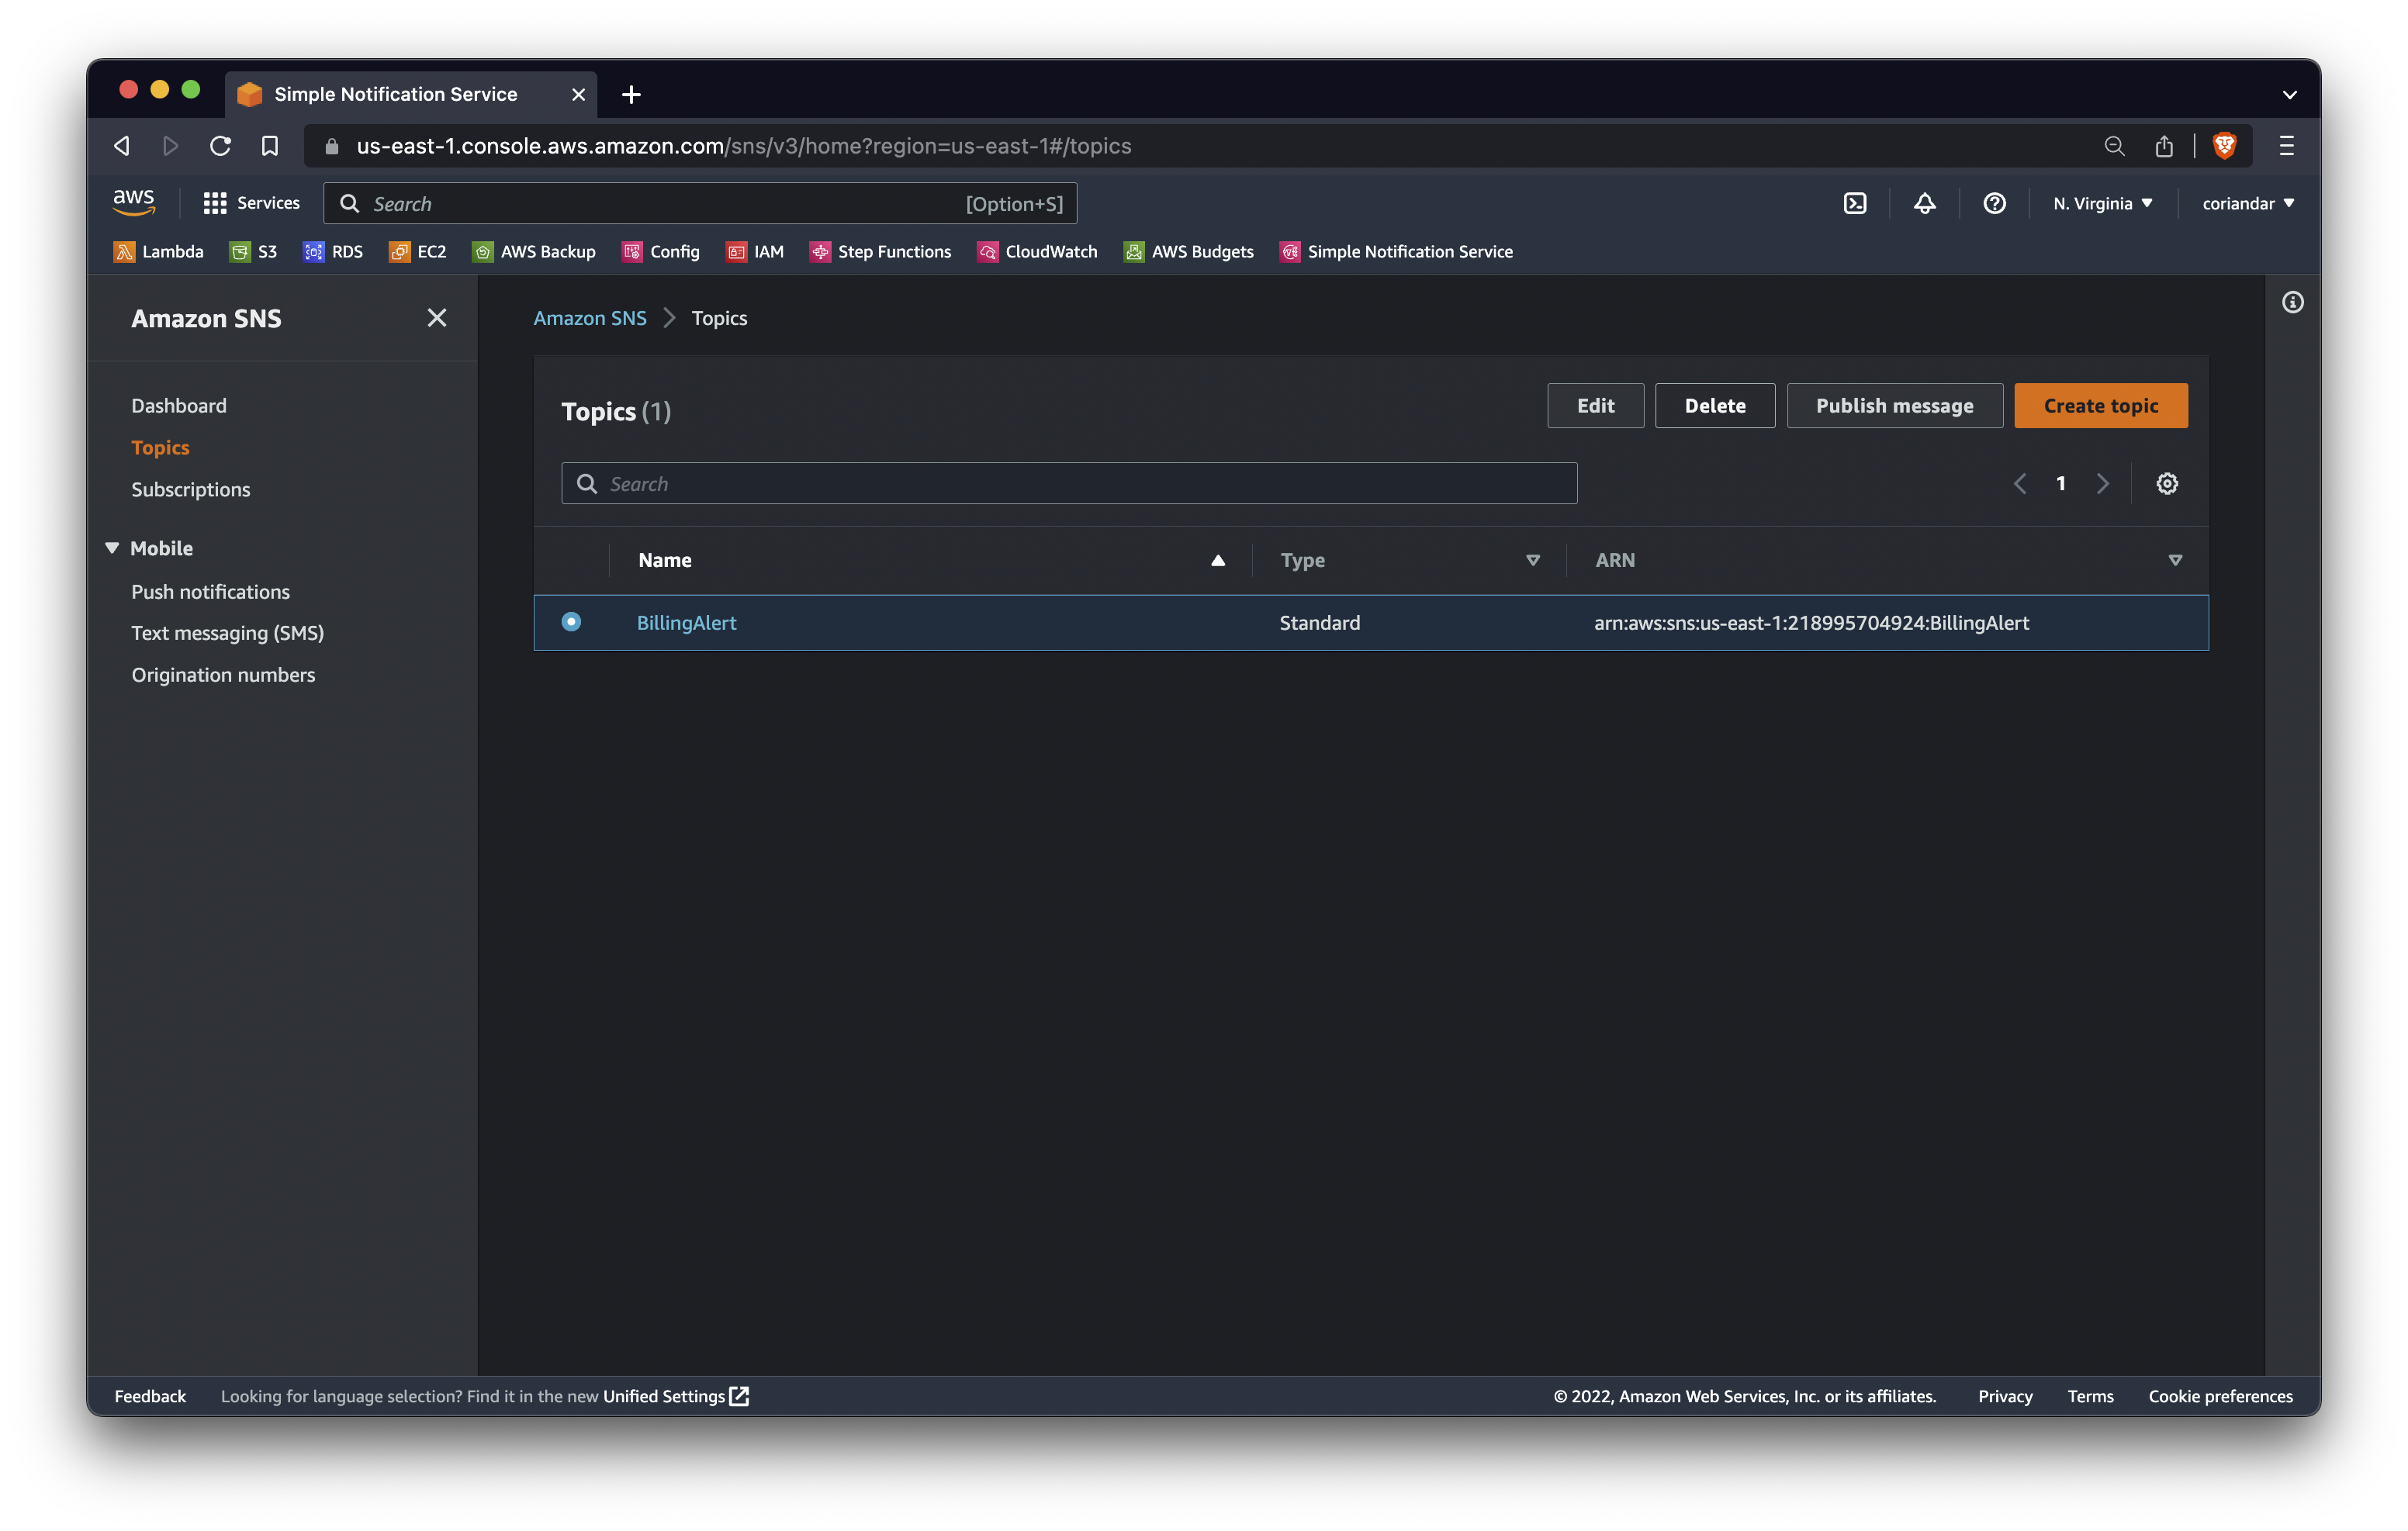 Simple Notification Service
us-east-1.console.aws.amazon.com/sns/v3/home?region=us-east-1#/topics
aws Services Search [Option+S] N. Virginia coriandar
Lambda S3 RDS EC2 AWS Backup Config IAM Step Functions CloudWatch AWS Budgets Simple Notification Service
Amazon SNS
Dashboard
Topics
Subscriptions
Mobile
Push notifications
Text messaging (SMS)
Origination numbers
Amazon SNS Topics
Topics (1) Edit Delete Publish message Create topic
Search 1
Name Type ARN
BillingAlert Standard arn:aws:sns:us-east-1:218995704924:BillingAlert
Feedback Looking for language selection? Find it in the new Unified Settings © 2022, Amazon Web Services, Inc. or its affiliates. Privacy Terms Cookie preferences